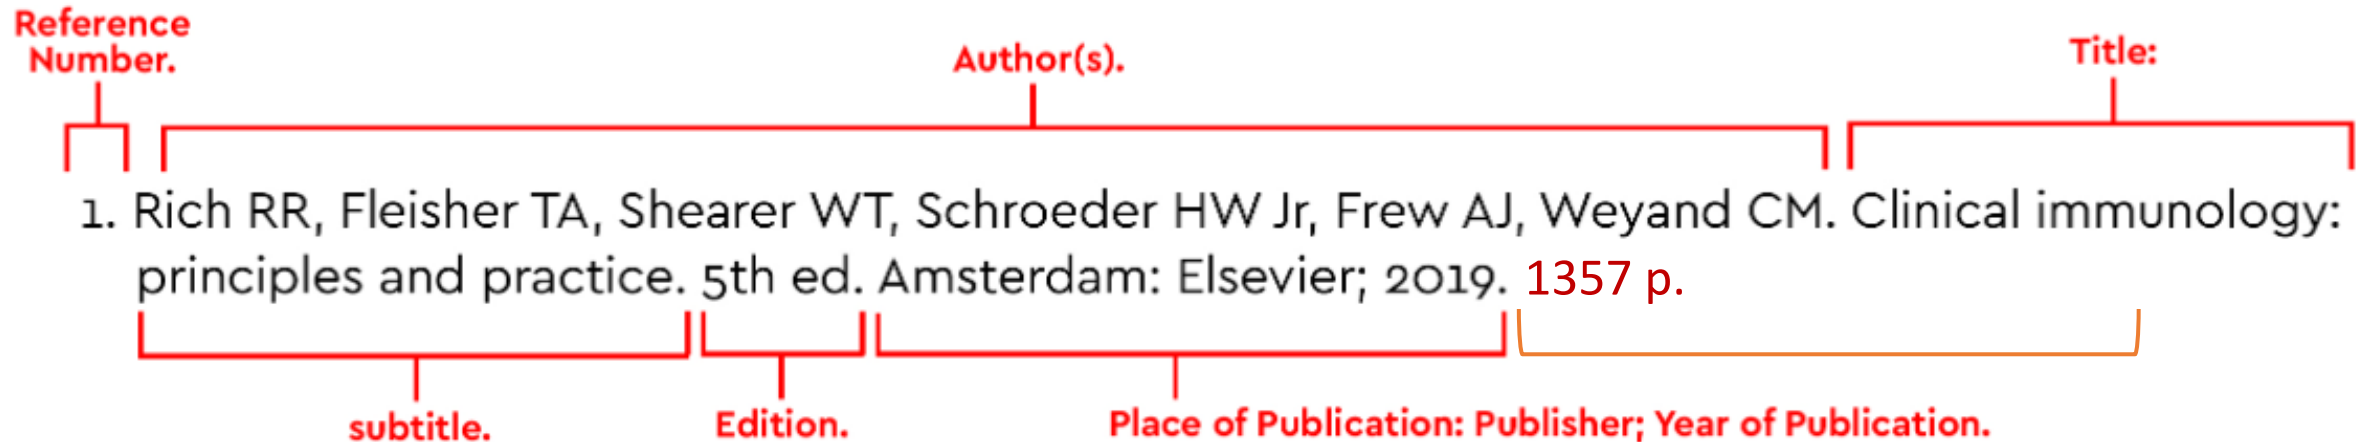 Reference
Number.
Author(s).
Title:
1. Rich RR, Fleisher TA, Shearer WT, Schroeder HW Jr, Frew AJ, Weyand CM. Clinical immunology:
principles and practice. 5th ed. Amsterdam: Elsevier; 2019. 1357 p.
subtitle.
Edition.
Place of Publication: Publisher; Year of Publication.